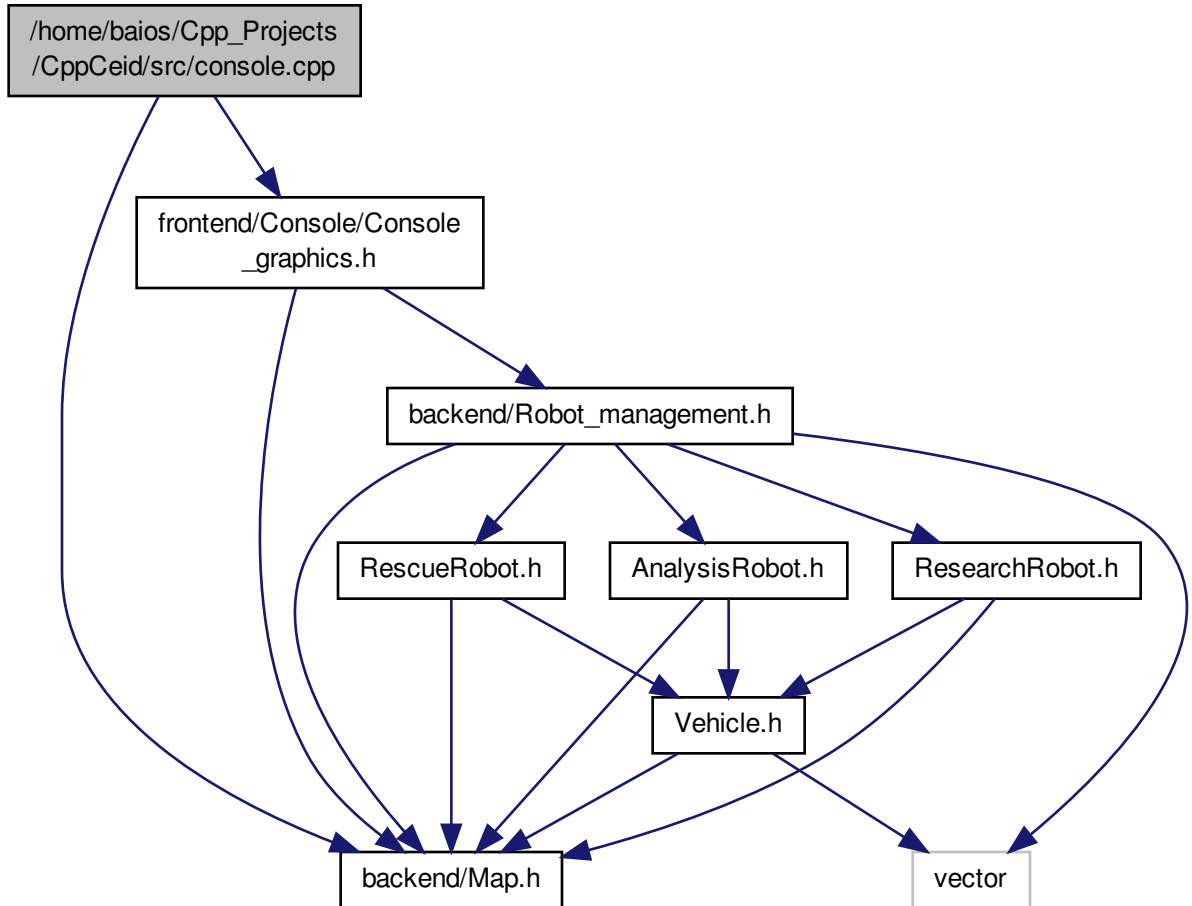 /home/baios/Cpp_Projects
/CppCeid/src/console.cpp
frontend/Console/Console
_graphics.h
backend/Robot_management.h
RescueRobot.h
AnalysisRobot.h
ResearchRobot.h
Vehicle.h
backend/Map.h
vector